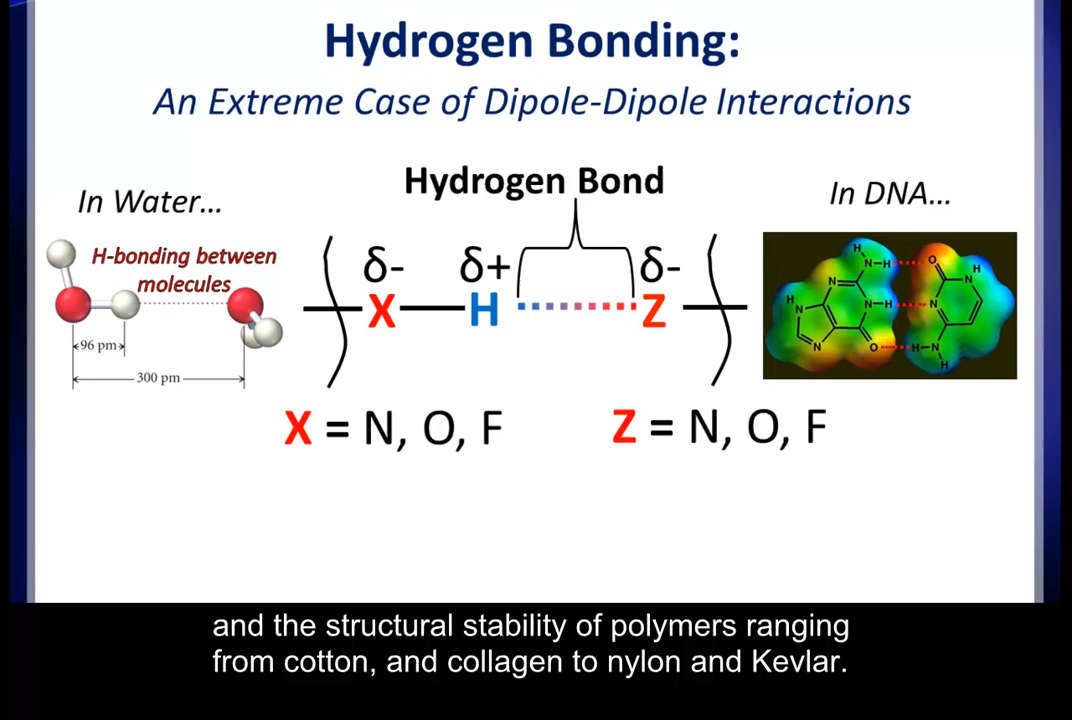 Hydrogen Bonding:
An Extreme Case of Dipole-Dipole Interactions
In Water...
H-bonding between
molecules
96 pm
300 pm
Hydrogen Bond
δ- δ+ δ-
X H Z
X = N, O, F Z = N, O, F
In DNA...
H
N-H O H
N N
H N-H N
N O H-N
H
and the structural stability of polymers ranging
from cotton, and collagen to nylon and Kevlar.